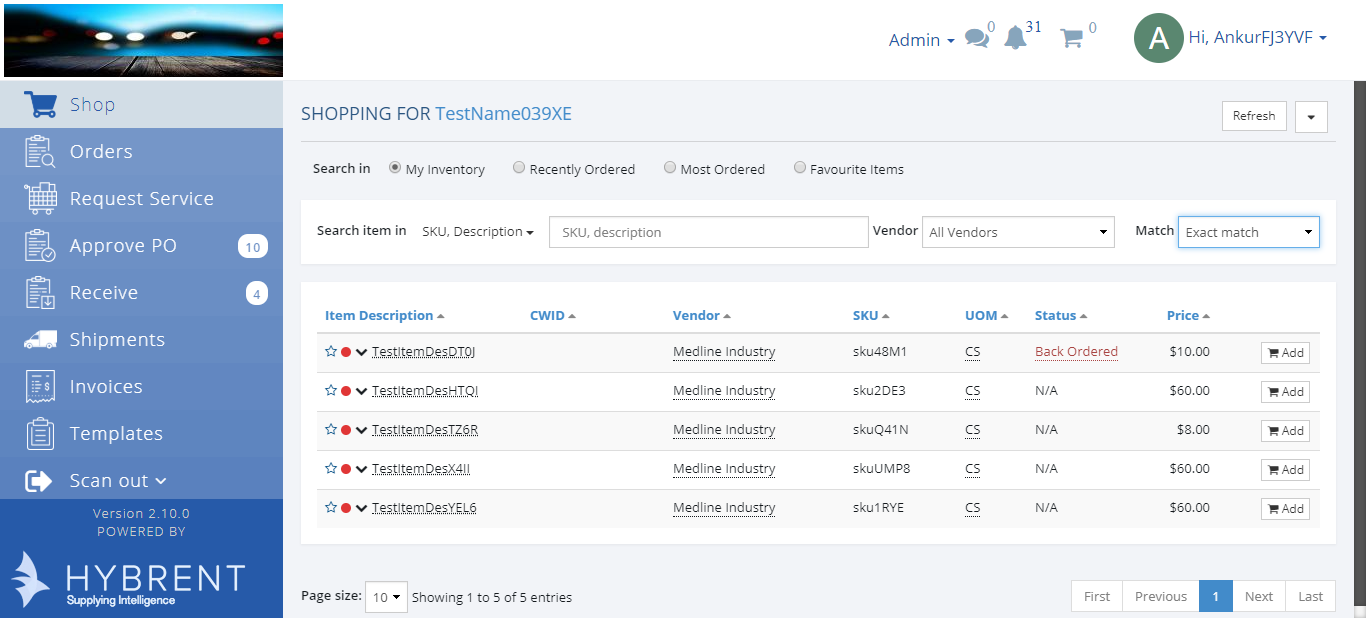 Admin 0 31 0 A Hi, AnkurFJ3YVF
Shop
Orders
Request Service
Approve PO 10
Receive 4
Shipments
Invoices
Templates
Scan out
Version 2.10.0
POWERED BY
HYBRENT
Supplying Intelligence
SHOPPING FOR TestName039XE Refresh
Search in My Inventory Recently Ordered Most Ordered Favourite Items
Search item in SKU, Description SKU, description Vendor All Vendors Match Exact match
Item Description CWID Vendor SKU UOM Status Price
TestItemDesDT0J Medline Industry sku48M1 CS Back Ordered $10.00 Add
TestItemDesHTQI Medline Industry sku2DE3 CS N/A $60.00 Add
TestItemDesTZ6R Medline Industry skuQ41N CS N/A $8.00 Add
TestItemDesX4II Medline Industry skuUMP8 CS N/A $60.00 Add
TestItemDesYEL6 Medline Industry sku1RYE CS N/A $60.00 Add
Page size: 10 Showing 1 to 5 of 5 entries First Previous 1 Next Last